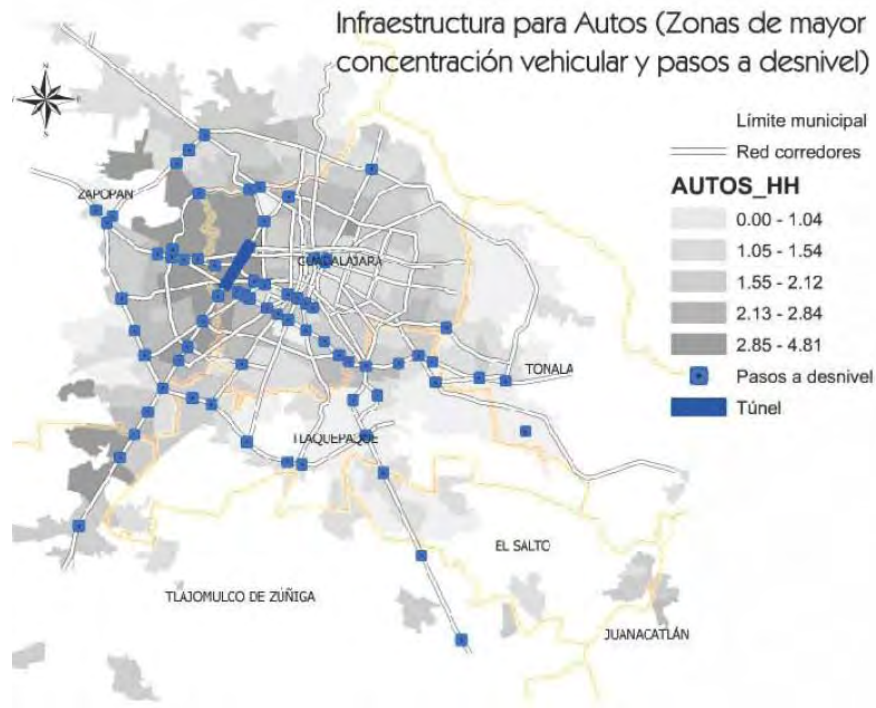 Infraestructura para Autos (Zonas de mayor
concentración vehicular y pasos a desnivel)
N
Límite municipal
Red corredores
AUTOS_HH
0.00 - 1.04
1.05 - 1.54
1.55 - 2.12
2.13 - 2.84
2.85 - 4.81
Pasos a desnivel
Túnel
ZAPOPAN
GUADALAJARA
TONALA
TLAQUEPAQUE
EL SALTO
TLAJOMULCO DE ZÚÑIGA
JUANACATLÁN